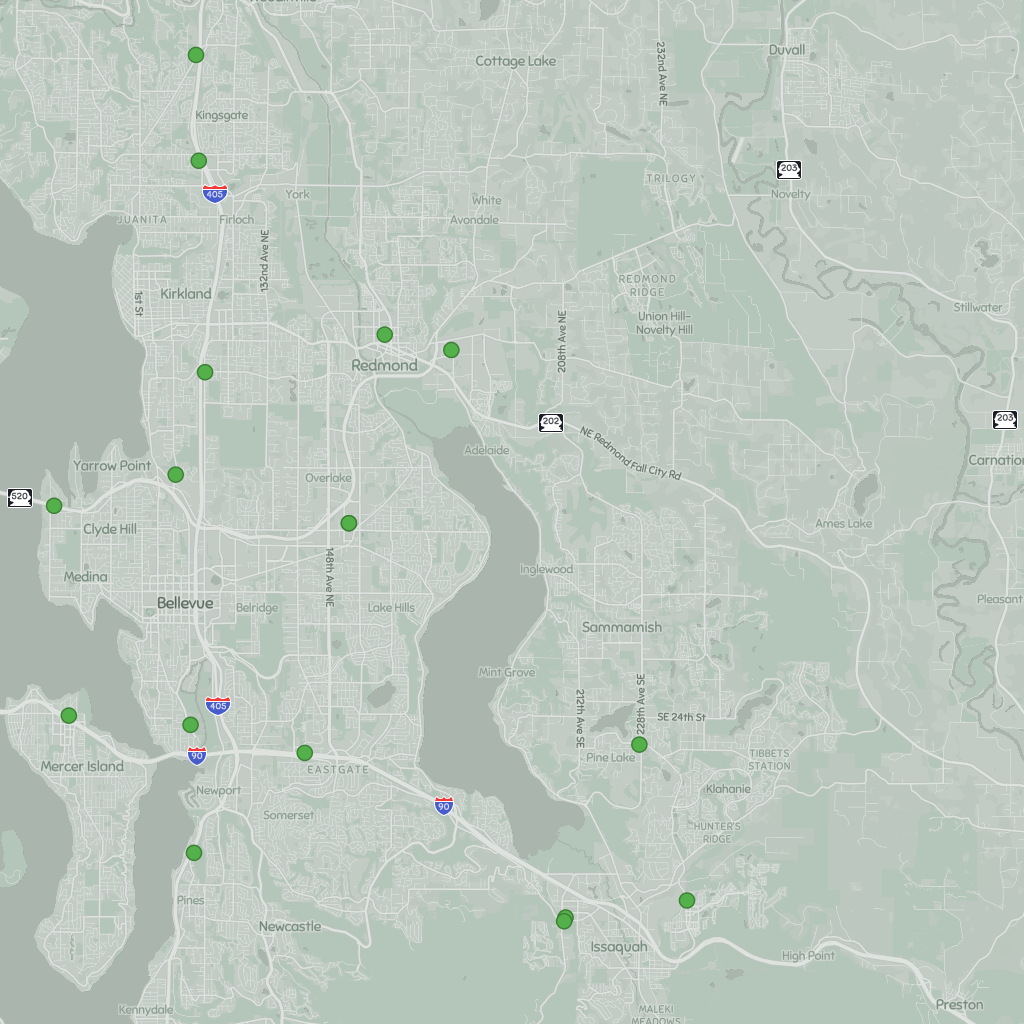 Cottage Lake
232nd Ave NE
Duvall
Kingsgate
203
TRILOGY
405
York
Novelty
White
JUANITA
Firloch
Avondale
132nd Ave NE
REDMOND
RIDGE
Kirkland
1st St
Stillwater
Union Hill-
Novelty Hill
208th Ave NE
Redmond
202
203
NE Redmond Fall City Rd
Adelaide
Yarrow Point
Carnation
Overlake
520
Clyde Hill
Ames Lake
148th Ave NE
Inglewood
Medina
Bellevue
Belridge
Lake Hills
Pleasant
Sammamish
Mint Grove
405
212th Ave SE
228th Ave SE
SE 24th St
90
Mercer Island
EASTGATE
Pine Lake
TIBBETS
STATION
Newport
90
Klahanie
Somerset
HUNTER'S
RIDGE
Pines
Newcastle
Issaquah
High Point
Kennydale
MALEKI
MEADOWS
Preston